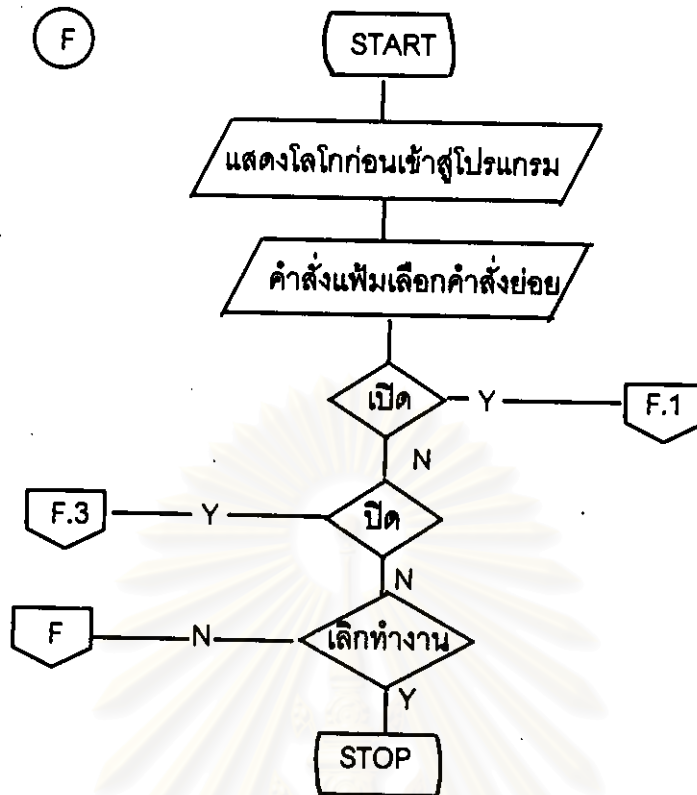 F
START
แสดงโลโกก่อนเข้าสู่โปรแกรม
คำสั่งแฟ้มเลือกคำสั่งย่อย
เปิด Y F.1
N
F.3 Y ปิด
N
F N เลิกทำงาน
Y
STOP